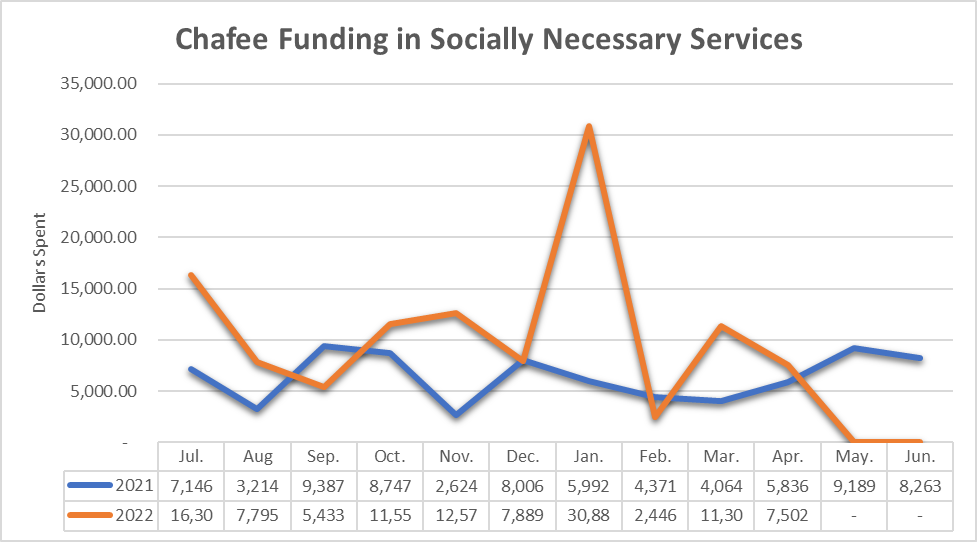 Chafee Funding in Socially Necessary Services
35,000.00
30,000.00
25,000.00
20,000.00
15,000.00
10,000.00
5,000.00
-
Dollars Spent
Jul. Aug Sep. Oct. Nov. Dec. Jan. Feb. Mar. Apr. May. Jun.
2021 7,146 3,214 9,387 8,747 2,624 8,006 5,992 4,371 4,064 5,836 9,189 8,263
2022 16,30 7,795 5,433 11,55 12,57 7,889 30,88 2,446 11,30 7,502 - -